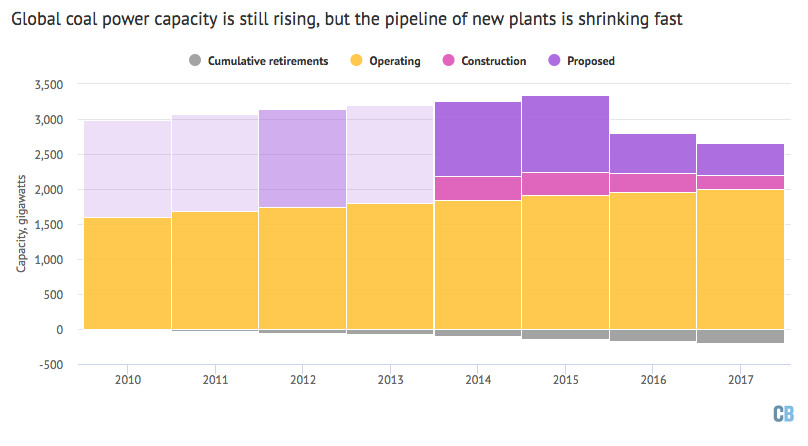 Global coal power capacity is still rising, but the pipeline of new plants is shrinking fast
Cumulative retirements Operating Construction Proposed
Capacity, gigawatts
3,500
3,000
2,500
2,000
1,500
1,000
500
0
-500
2010 2011 2012 2013 2014 2015 2016 2017
CB